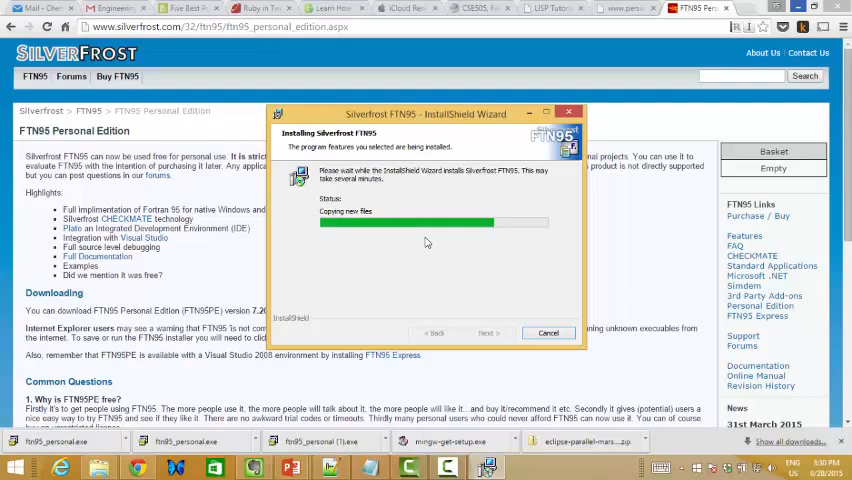 Mail - Che
Engineering
Five Best P
Ruby in Tw
Learn How
iCloud Rem
CSE505, F
LISP Tutor
www.perso
FTN95 Pers
www.silverfrost.com/32/ftn95/ftn95_personal_edition.aspx
SILVERFROST
About Us | Contact Us
FTN95
Forums
Buy FTN95
Search
Silverfrost > FTN95 > FTN95 Personal Edition
FTN95 Personal Edition
Silverfrost FTN95 can now be used free for personal use. It is stric
onal projects. You can use it to
evaluate FTN95 with the intention of purchasing it later. Any applic
s product is not directly supported
but you can post questions in our forums.
Highlights:
Full implimentation of Fortran 95 for native Windows and
Silverfrost CHECKMATE technology
Plato an Integrated Development Environment (IDE)
Integration with Visual Studio
Full source level debugging
Full Documentation
Examples
Did we mention it was free?
Downloading
You can download FTN95 Personal Edition (FTN95PE) version 7.20
Internet Explorer users may see a warning that FTN95 is not com
ning unknown execuables from
the internet. To save or run the FTN95 installer you will need to clic
Also, remember that FTN95PE is available with a Visual Studio 2008 environment by installing FTN95 Express
Common Questions
1. Why is FTN95PE free?
Firstly it's to get people using FTN95. The more people use it, the more people will talk about it, the more people will like it...and buy it/recommend it etc. Secondly it gives (potential) users a
nice easy way to try FTN95 and see if they like it. There are no awkward trial codes or timeouts. Thirdly many personal users who could never afford FTN95 can of course
Silverfrost FTN95 - InstallShield Wizard
Installing Silverfrost FTN95
The program features you selected are being installed.
FTN95
Please wait while the InstallShield Wizard installs Silverfrost FTN95. This may
take several minutes.
Status:
Copying new files
InstallShield
< Back
Next >
Cancel
Basket
Empty
FTN95 Links
Purchase / Buy
Features
FAQ
CHECKMATE
Standard Applications
Microsoft .NET
Simdem
3rd Party Add-ons
Personal Edition
FTN95 Express
Support
Forums
Documentation
Online Manual
Revision History
News
31st March 2015
ftn95_personal.exe
ftn95_personal.exe
ftn95_personal (1).exe
mingw-get-setup.exe
eclipse-parallel-mars....zip
Show all downloads...
ENG
US
3:30 PM
8/28/2015